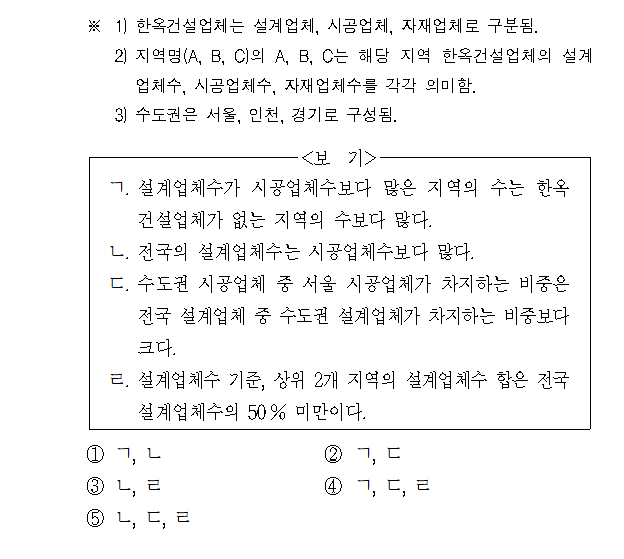 ※ 1) 한옥건설업체는 설계업체, 시공업체, 자재업체로 구분됨.
2) 지역명(A, B, C)의 A, B, C는 해당 지역 한옥건설업체의 설계
업체수, 시공업체수, 자재업체수를 각각 의미함.
3) 수도권은 서울, 인천, 경기로 구성됨.
<보 기>
ㄱ. 설계업체수가 시공업체수보다 많은 지역의 수는 한옥
건설업체가 없는 지역의 수보다 많다.
ㄴ. 전국의 설계업체수는 시공업체수보다 많다.
ㄷ. 수도권 시공업체 중 서울 시공업체가 차지하는 비중은
전국 설계업체 중 수도권 설계업체가 차지하는 비중보다
크다.
ㄹ. 설계업체수 기준, 상위 2개 지역의 설계업체수 합은 전국
설계업체수의 50% 미만이다.
① ㄱ, ㄴ ② ㄱ, ㄷ
③ ㄴ, ㄹ ④ ㄱ, ㄷ, ㄹ
⑤ ㄴ, ㄷ, ㄹ